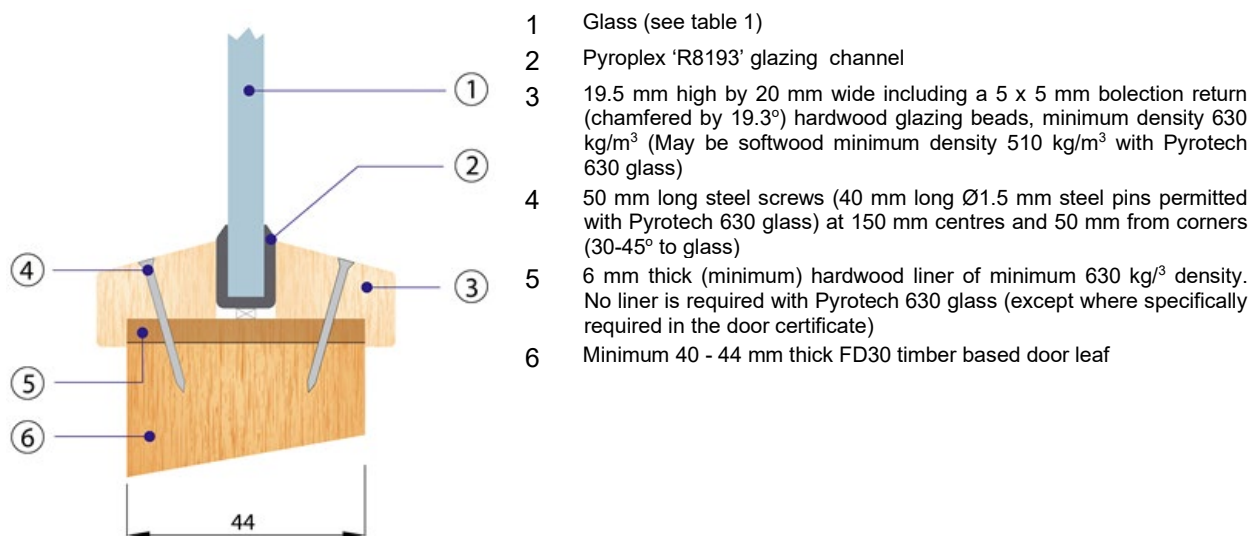 1
2
4
3
5
6
44
1 Glass (see table 1)
2 Pyroplex ‘R8193’ glazing channel
3 19.5 mm high by 20 mm wide including a 5 x 5 mm bolection return
(chamfered by 19.3º) hardwood glazing beads, minimum density 630
kg/m³ (May be softwood minimum density 510 kg/m³ with Pyrotech
630 glass)
4 50 mm long steel screws (40 mm long Ø1.5 mm steel pins permitted
with Pyrotech 630 glass) at 150 mm centres and 50 mm from corners
(30-45º to glass)
5 6 mm thick (minimum) hardwood liner of minimum 630 kg/³ density.
No liner is required with Pyrotech 630 glass (except where specifically
required in the door certificate)
6 Minimum 40 - 44 mm thick FD30 timber based door leaf